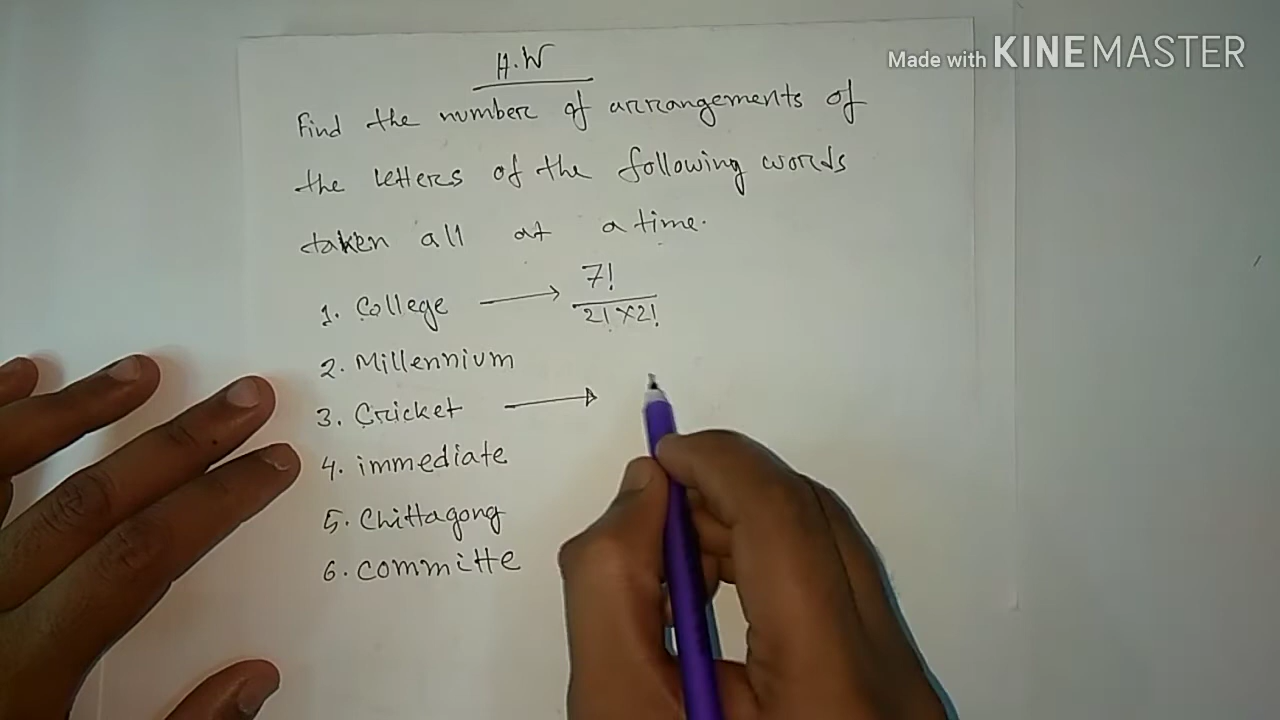 Made with KINEMASTER
H.W
Find the number of arrangements of
the letters of the following words
taken all at a time.
1. College → 7!
2! X 2!
2. Millennium
3. Cricket →
4. immediate
5. Chittagong
6. committe